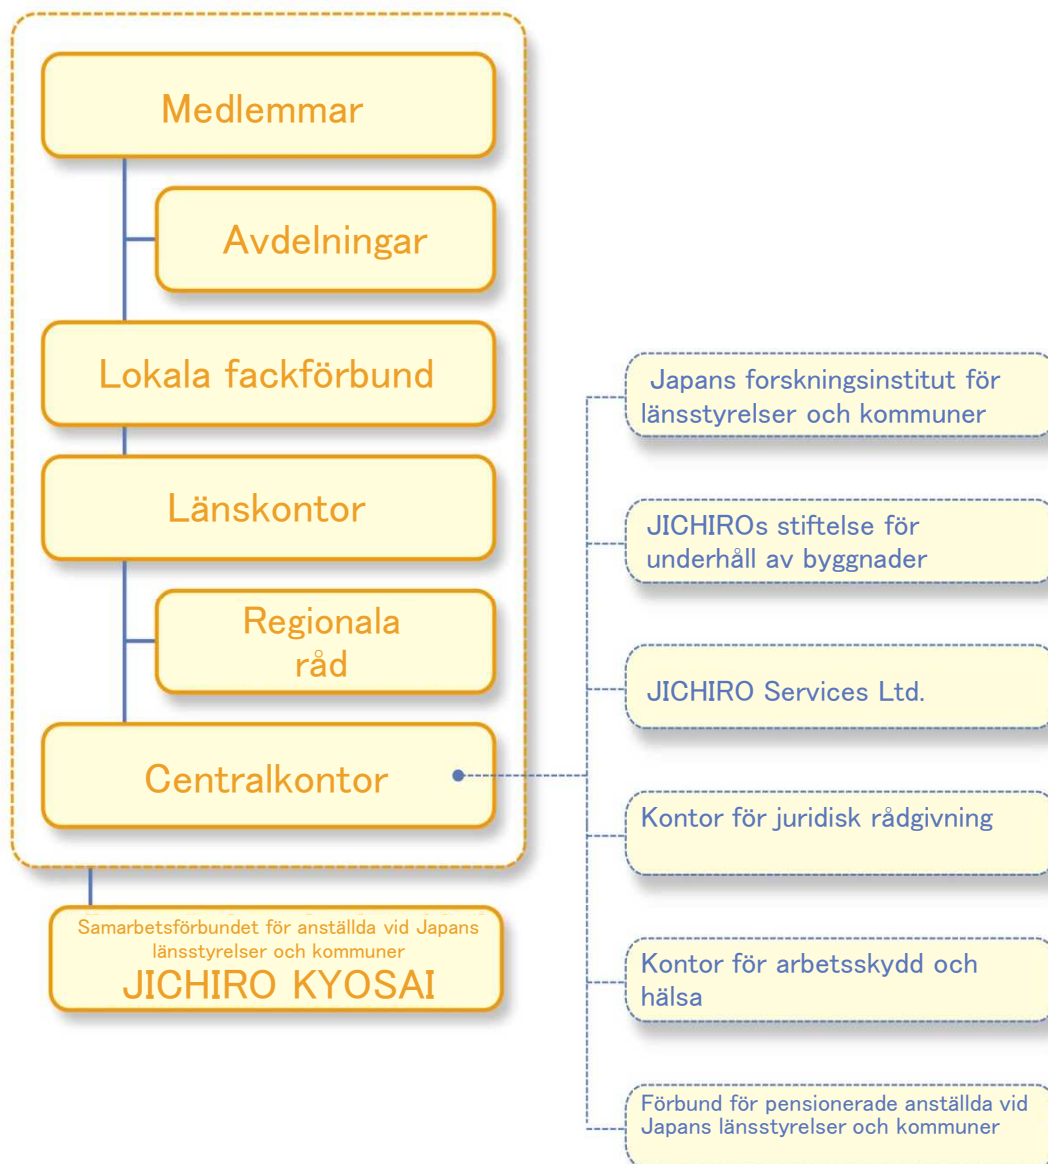 Medlemmar
Avdelningar
Lokala fackförbund
Länskontor
Regionala
råd
Centralkontor
Samarbetsförbundet för anställda vid Japans
länsstyrelser och kommuner
JICHIRO KYOSAI
Japans forskningsinstitut för
länsstyrelser och kommuner
JICHIROs stiftelse för
underhåll av byggnader
JICHIRO Services Ltd.
Kontor för juridisk rådgivning
Kontor för arbetsskydd och
hälsa
Förbund för pensionerade anställda vid
Japans länsstyrelser och kommuner